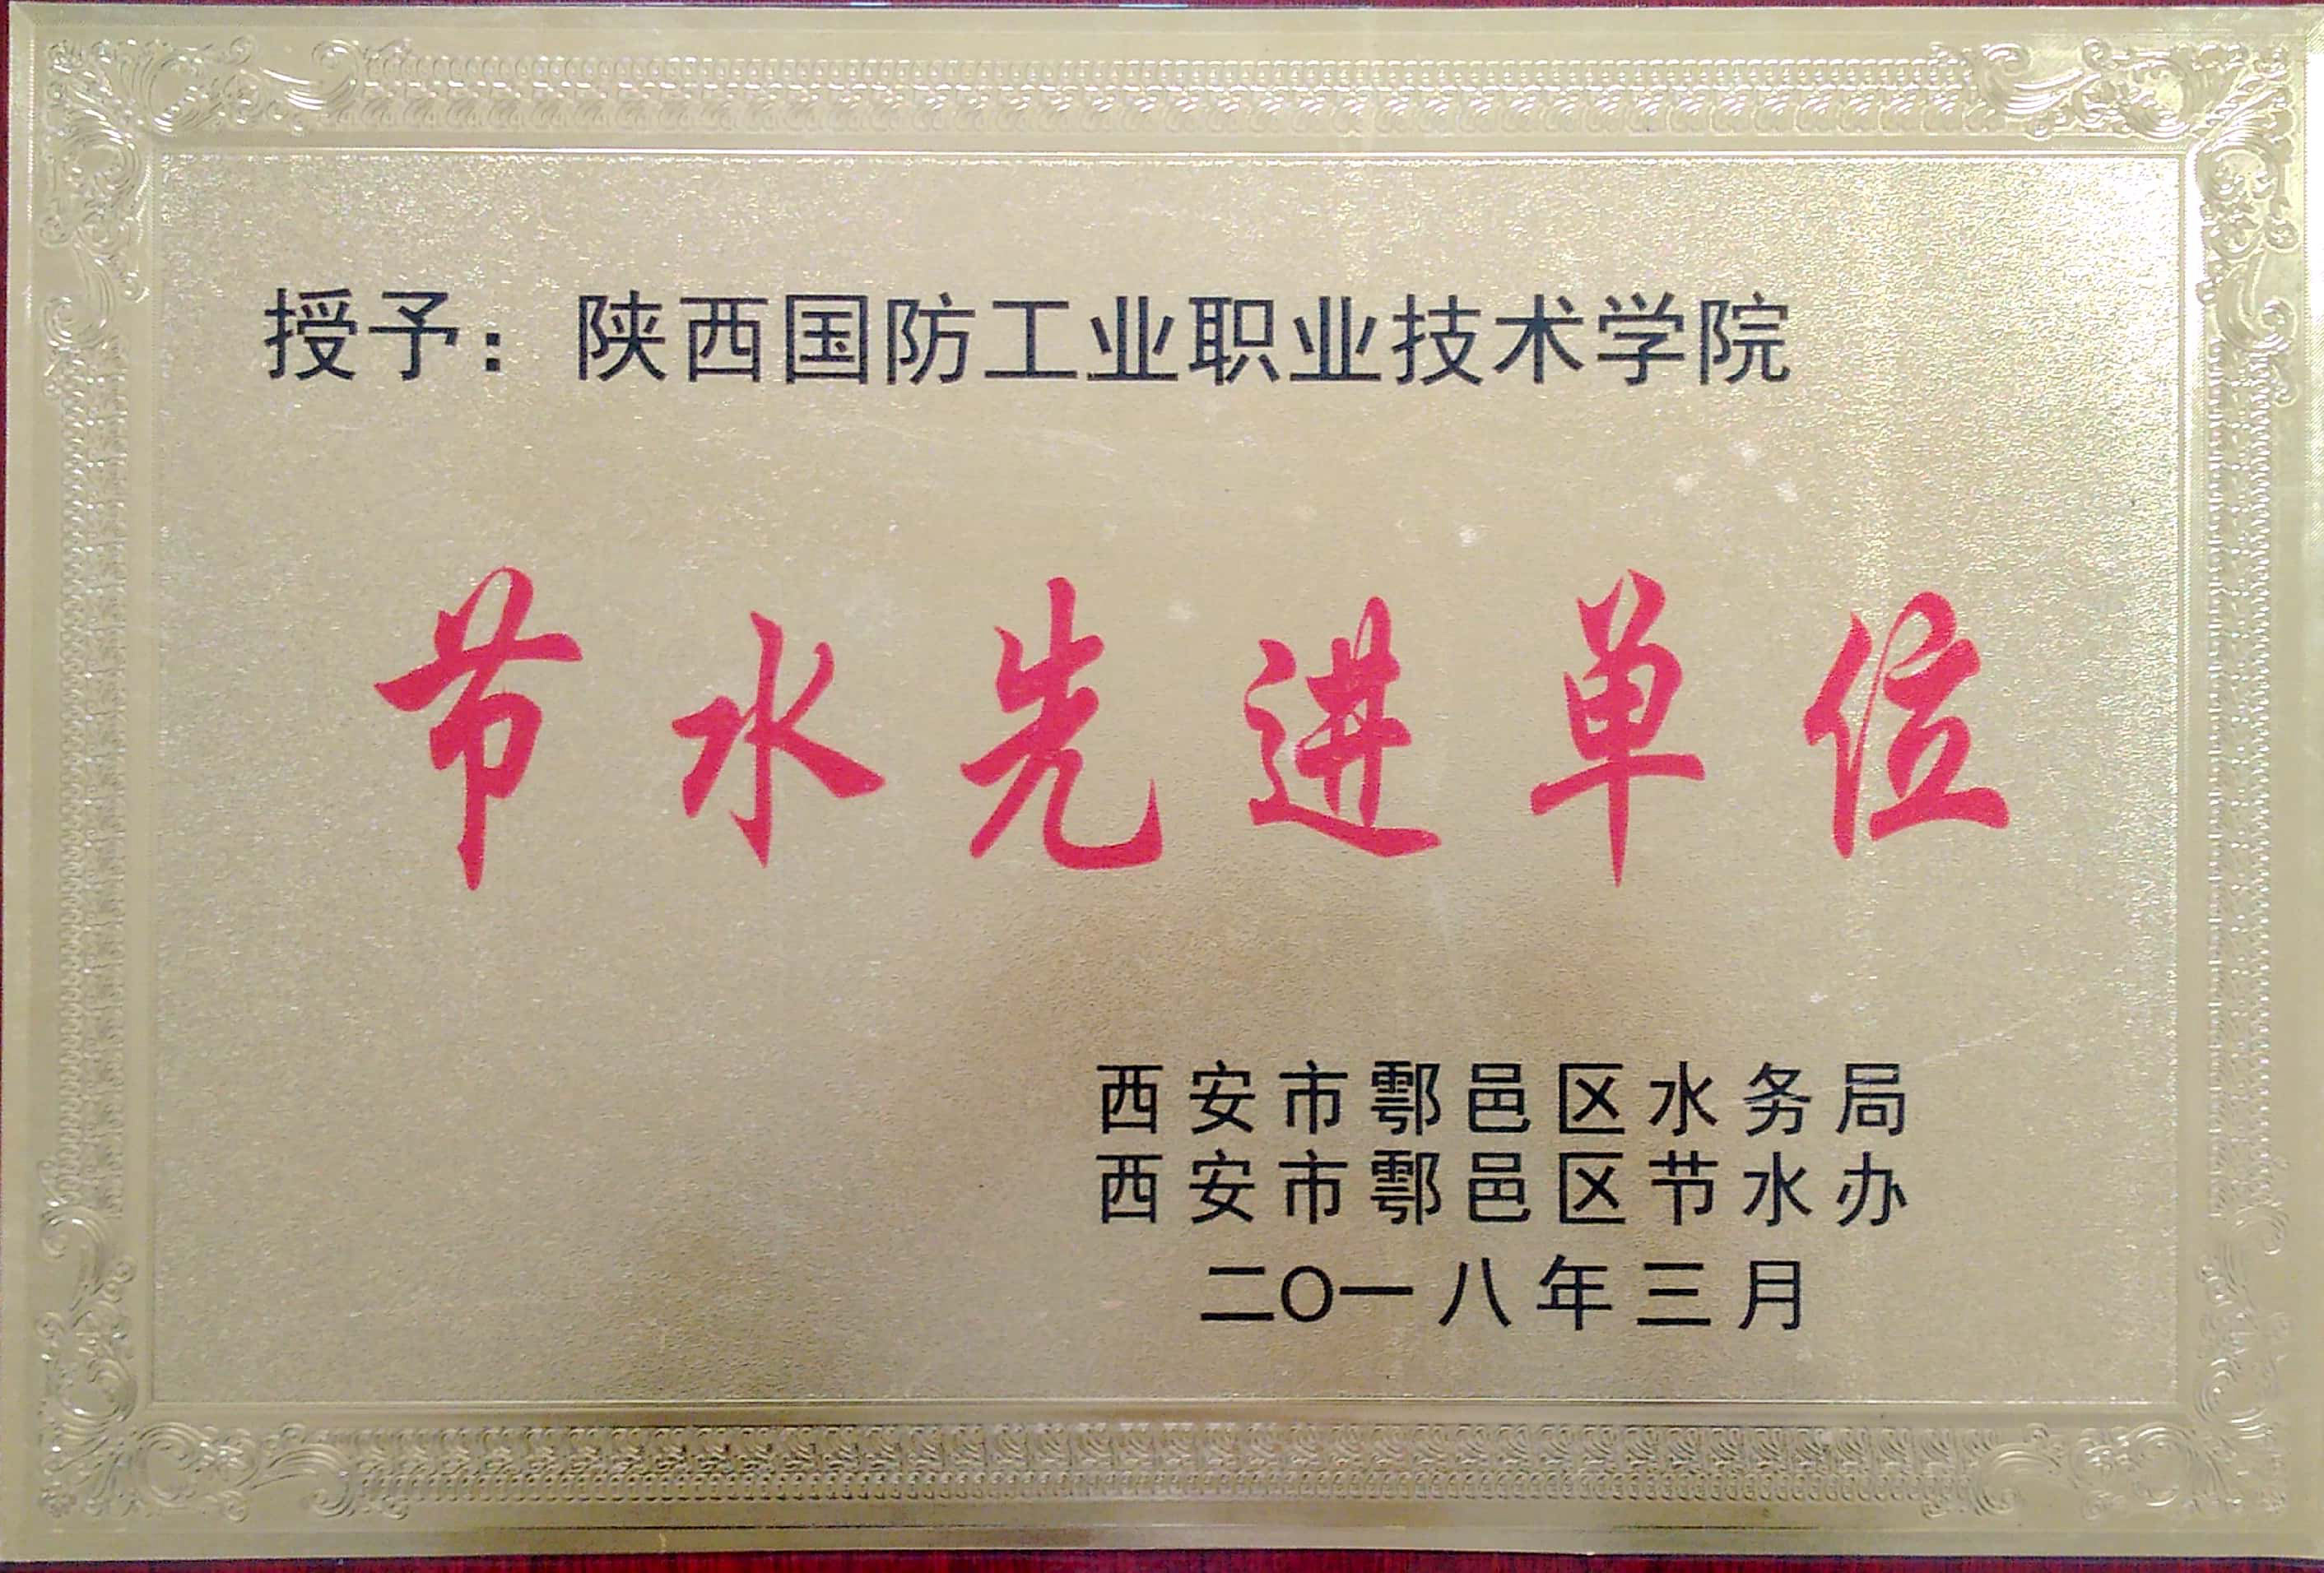 授予：陕西国防工业职业技术学院
节水先进单位
西安市鄠邑区水务局
西安市鄠邑区节水办
二〇一八年三月